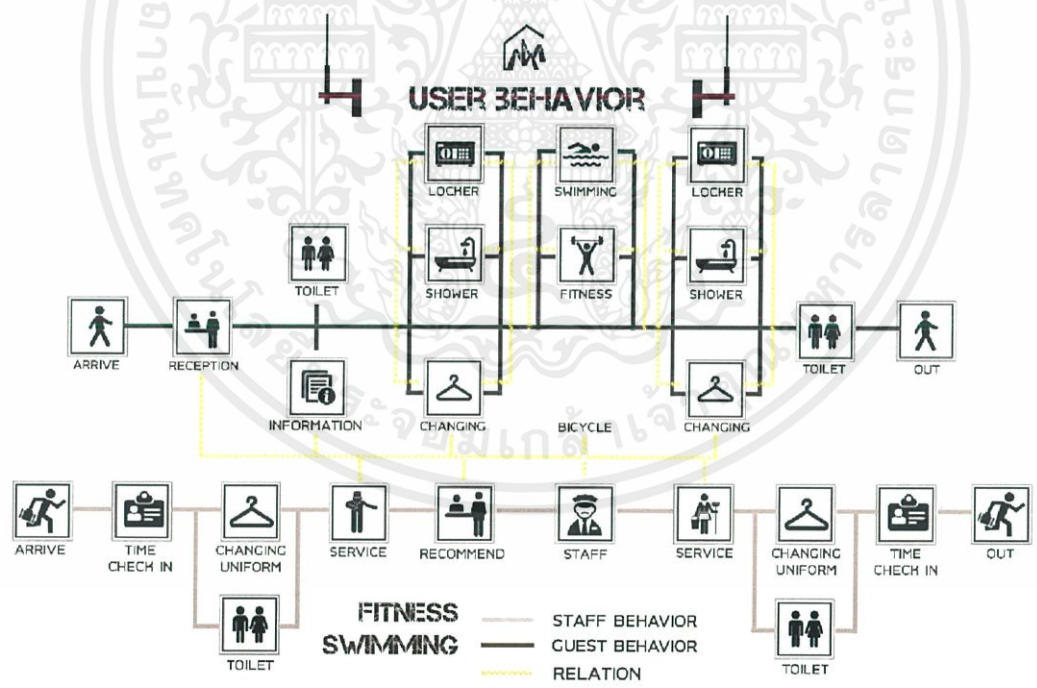 USER BEHAVIOR
LOCHER
SWIMMING
LOCHER
TOILET
SHOWER
FITNESS
SHOWER
ARRIVE
RECEPTION
TOILET
OUT
INFORMATION
CHANGING
BICYCLE
CHANGING
ARRIVE
TIME
CHECK IN
CHANGING
UNIFORM
SERVICE
RECOMMEND
STAFF
SERVICE
CHANGING
UNIFORM
TIME
CHECK IN
OUT
TOILET
TOILET
FITNESS
SWIMMING
STAFF BEHAVIOR
GUEST BEHAVIOR
RELATION